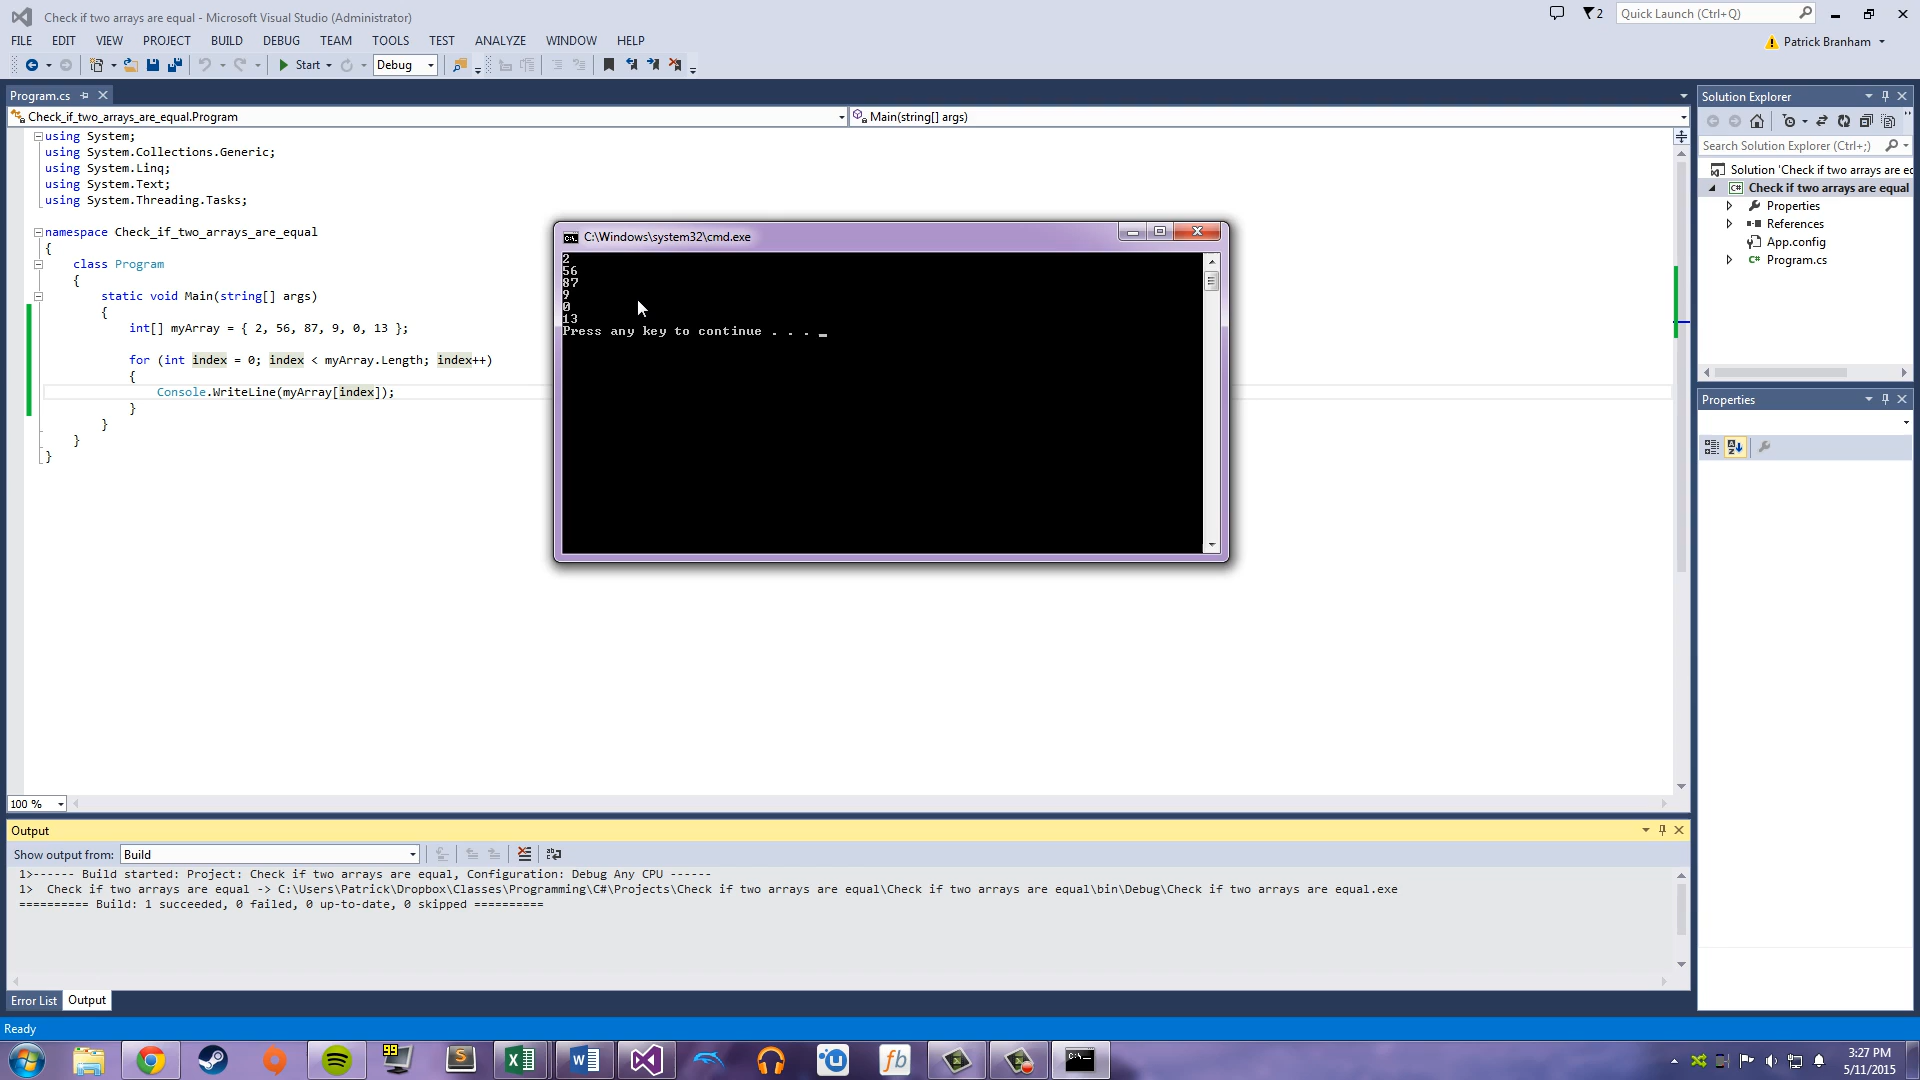 Check if two arrays are equal - Microsoft Visual Studio (Administrator)
2
Quick Launch (Ctrl+Q)
FILE EDIT VIEW PROJECT BUILD DEBUG TEAM TOOLS TEST ANALYZE WINDOW HELP
Patrick Branham
Start
Debug
Program.cs
Check_if_two_arrays_are_equal.Program
Main(string[] args)
using System;
using System.Collections.Generic;
using System.Linq;
using System.Text;
using System.Threading.Tasks;
namespace Check_if_two_arrays_are_equal
{
class Program
{
static void Main(string[] args)
{
int[] myArray = { 2, 56, 87, 9, 0, 13 };
for (int index = 0; index < myArray.Length; index++)
{
Console.WriteLine(myArray[index]);
}
}
}
}
C:\Windows\system32\cmd.exe
2
56
87
9
0
13
Press any key to continue . . . _
Solution Explorer
Search Solution Explorer (Ctrl+;)
Solution 'Check if two arrays are eq
C# Check if two arrays are equal
Properties
References
App.config
C# Program.cs
Properties
100 %
Output
Show output from: Build
1>------ Build started: Project: Check if two arrays are equal, Configuration: Debug Any CPU ------
1>  Check if two arrays are equal -> C:\Users\Patrick\Dropbox\Classes\Programming\C#\Projects\Check if two arrays are equal\Check if two arrays are equal\bin\Debug\Check if two arrays are equal.exe
========== Build: 1 succeeded, 0 failed, 0 up-to-date, 0 skipped ==========
Error List Output
Ready
99
S
fb
C:\_
3:27 PM
5/11/2015